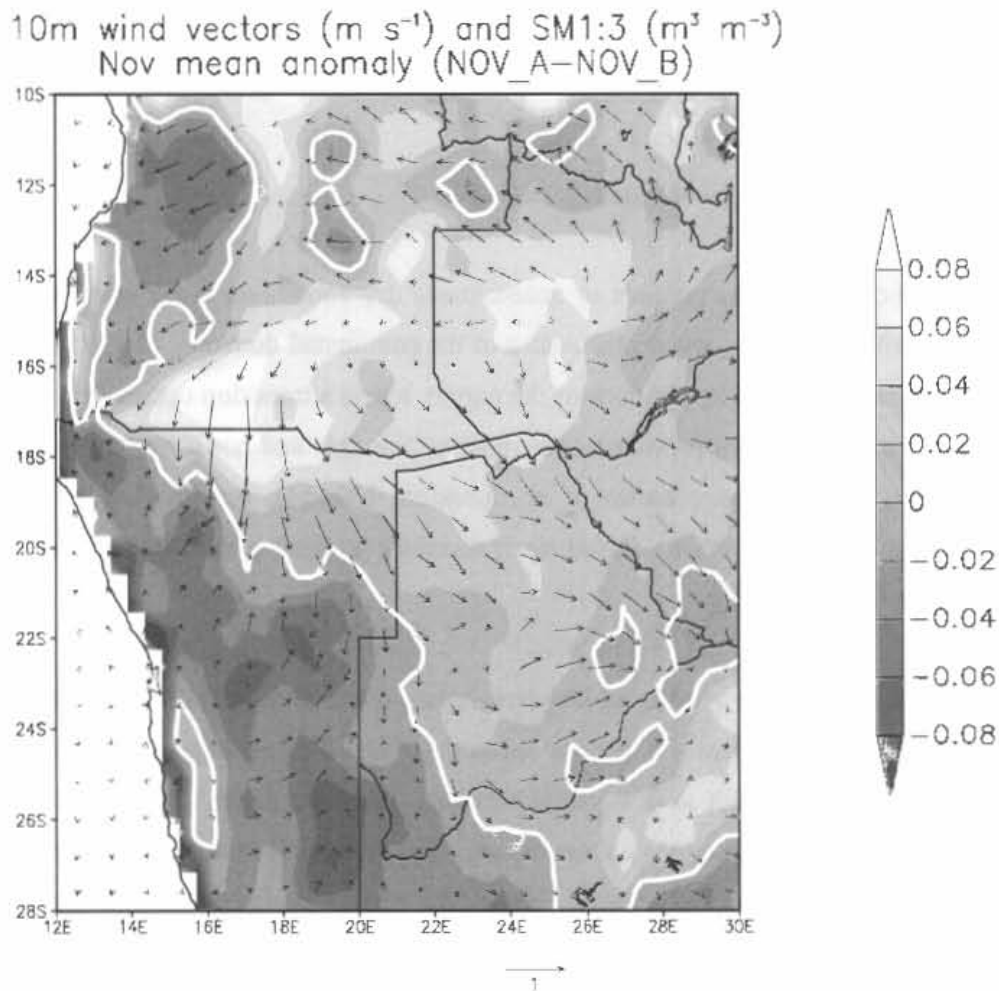 10m wind vectors (m s⁻¹) and SM1:3 (m³ m⁻³)
Nov mean anomaly (NOV_A−NOV_B)
10S
12S
14S
16S
18S
20S
22S
24S
26S
28S
12E
14E
16E
18E
20E
22E
24E
26E
28E
30E
1
0.08
0.06
0.04
0.02
0
−0.02
−0.04
−0.06
−0.08